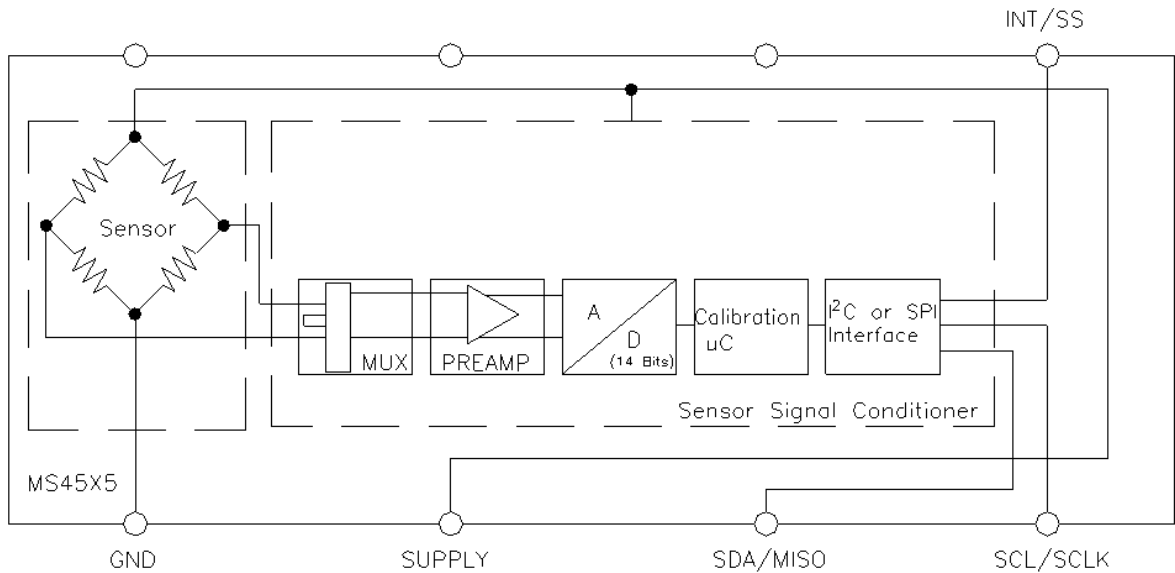 INT/SS
Sensor
MUX
PREAMP
A
D
(14 Bits)
Calibration
uC
I²C or SPI
Interface
Sensor Signal Conditioner
MS45X5
GND
SUPPLY
SDA/MISO
SCL/SCLK